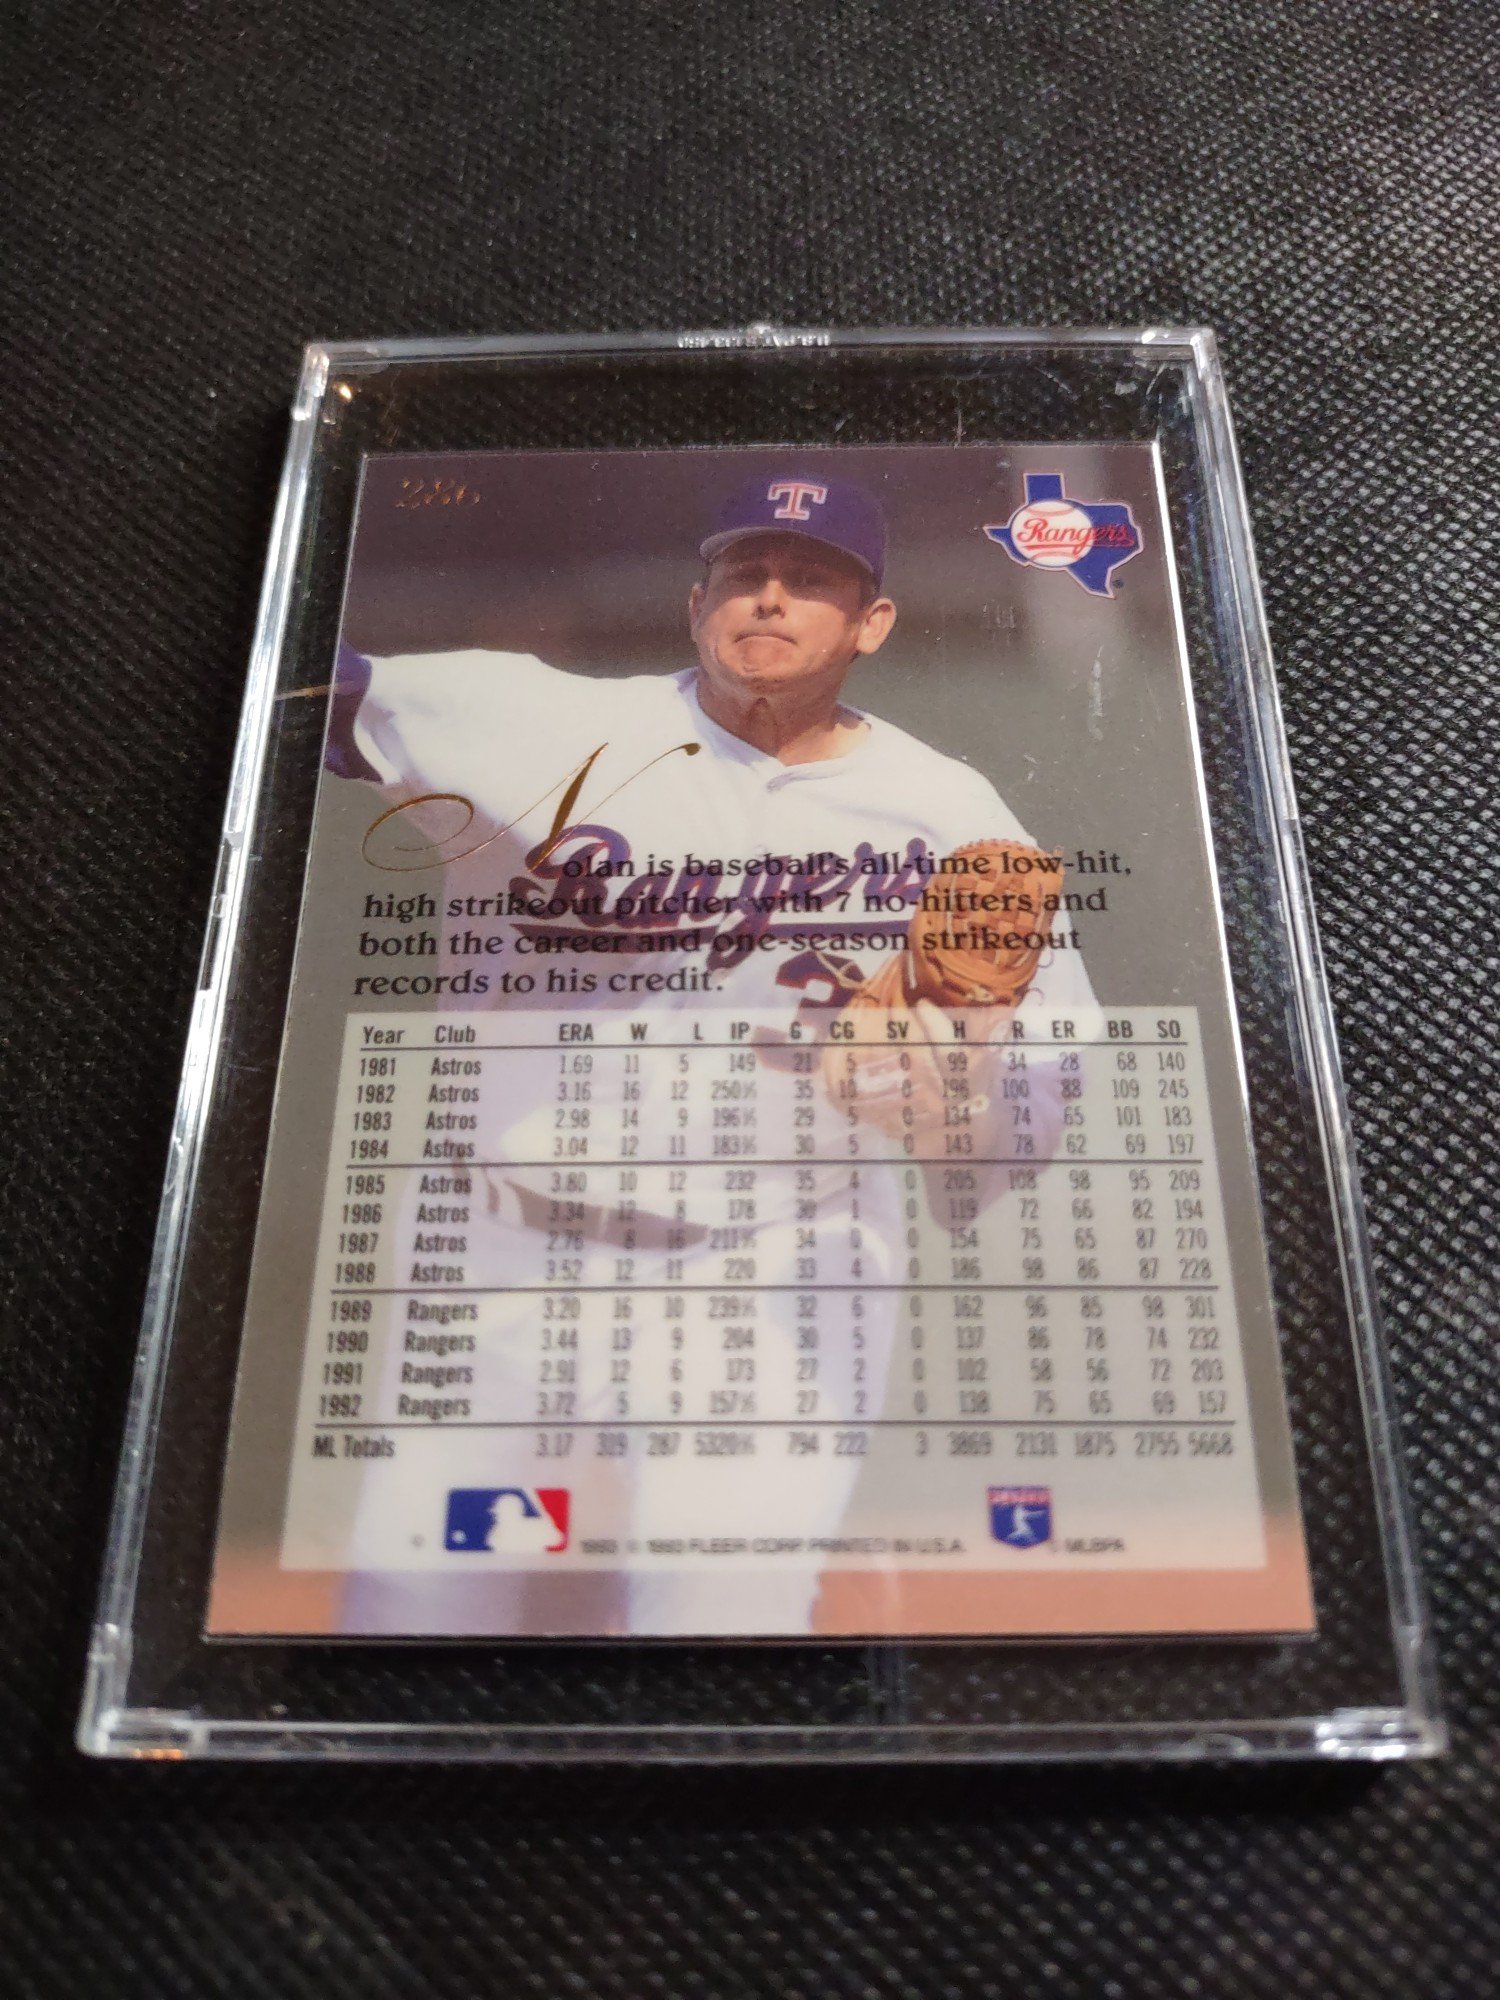 286
T
Rangers
Rangers
3
Nolan is baseball's all-time low-hit,
high strikeout pitcher with 7 no-hitters and
both the career and one-season strikeout
records to his credit.
Year Club ERA W L IP G CG SV H R ER BB SO
1981 Astros 1.69 11 5 149 21 5 0 99 34 28 68 140
1982 Astros 3.16 16 12 250⅓ 35 10 0 196 100 88 109 245
1983 Astros 2.98 14 9 196⅓ 29 5 0 134 74 65 101 183
1984 Astros 3.04 12 11 183⅔ 30 5 0 143 78 62 69 197
1985 Astros 3.80 10 12 232 35 4 0 205 108 98 95 209
1986 Astros 3.34 12 8 178 30 1 0 119 72 66 82 194
1987 Astros 2.76 8 16 211⅔ 34 0 0 154 75 65 87 270
1988 Astros 3.52 12 11 220 33 4 0 186 98 86 87 228
1989 Rangers 3.20 16 10 239⅓ 32 6 0 162 96 85 98 301
1990 Rangers 3.44 13 9 204 30 5 0 137 86 78 74 232
1991 Rangers 2.91 12 6 173 27 2 0 102 58 56 72 203
1992 Rangers 3.72 5 9 157⅓ 27 2 0 138 75 65 69 157
ML Totals 3.17 319 287 5320⅓ 794 222 3 3869 2131 1875 2755 5668
© 1993 FLEER CORP. PRINTED IN U.S.A. © MLBPA